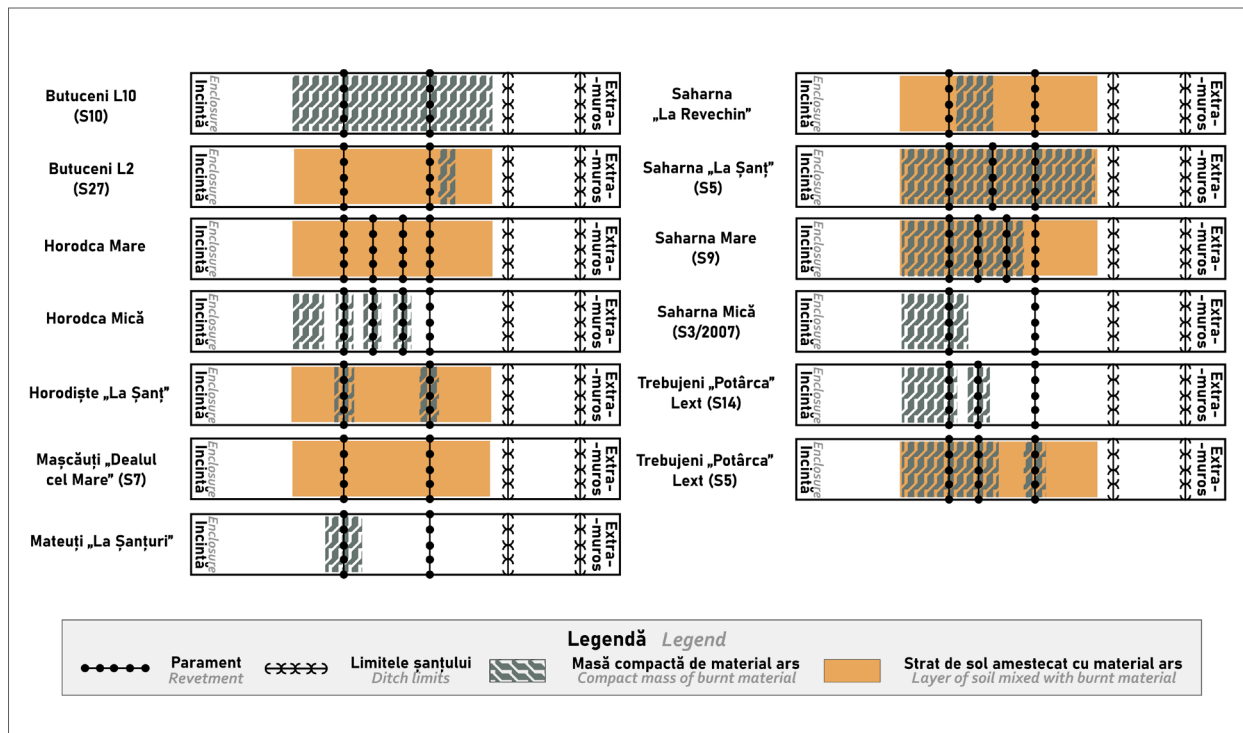 Butuceni L10
(S10)
Incintă
Enclosure
Extra-
-muros
Butuceni L2
(S27)
Incintă
Enclosure
Extra-
-muros
Horodca Mare
Incintă
Enclosure
Extra-
-muros
Horodca Mică
Incintă
Enclosure
Extra-
-muros
Horodiște „La Șanț”
Incintă
Enclosure
Extra-
-muros
Mașcăuți „Dealul
cel Mare” (S7)
Incintă
Enclosure
Extra-
-muros
Mateuți „La Șanțuri”
Incintă
Enclosure
Extra-
-muros
Saharna
„La Revechin”
Incintă
Enclosure
Extra-
-muros
Saharna „La Șanț”
(S5)
Incintă
Enclosure
Extra-
-muros
Saharna Mare
(S9)
Incintă
Enclosure
Extra-
-muros
Saharna Mică
(S3/2007)
Incintă
Enclosure
Extra-
-muros
Trebujeni „Potârca”
Lext (S14)
Incintă
Enclosure
Extra-
-muros
Trebujeni „Potârca”
Lext (S5)
Incintă
Enclosure
Extra-
-muros
Legendă Legend
Parament
Revetment
Limitele șanțului
Ditch limits
Masă compactă de material ars
Compact mass of burnt material
Strat de sol amestecat cu material ars
Layer of soil mixed with burnt material